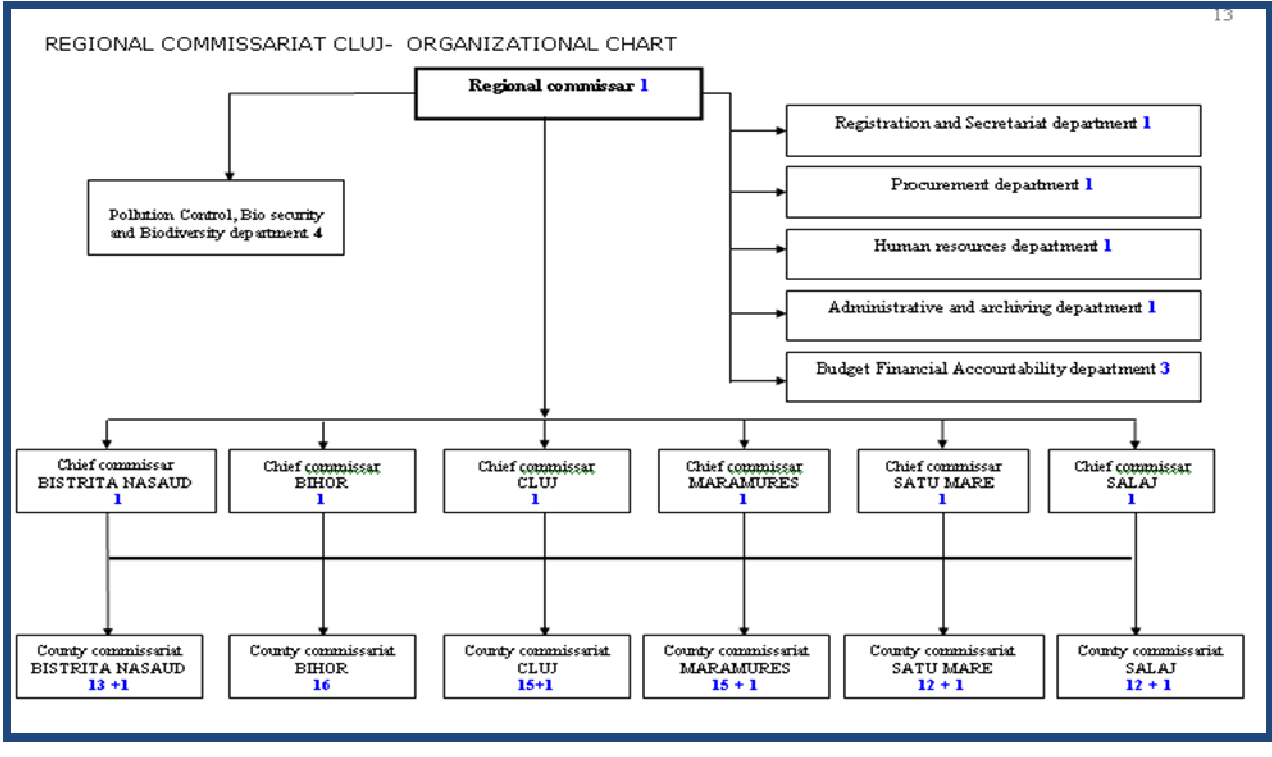 13
REGIONAL COMMISSARIAT CLUJ- ORGANIZATIONAL CHART
Regional commissar 1
Registration and Secretariat department 1
Procurement department 1
Pollution Control, Bio security
and Biodiversity department 4
Human resources department 1
Administrative and archiving department 1
Budget Financial Accountability department 3
Chief commissar
BISTRITA NASAUD
1
Chief commissar
BIHOR
1
Chief commissar
CLUJ
1
Chief commissar
MARAMURES
1
Chief commissar
SATU MARE
1
Chief commissar
SALAJ
1
County commissariat
BISTRITA NASAUD
13 +1
County commissariat
BIHOR
16
County commissariat
CLUJ
15+1
County commissariat
MARAMURES
15 + 1
County commissariat
SATU MARE
12 + 1
County commissariat
SALAJ
12 + 1